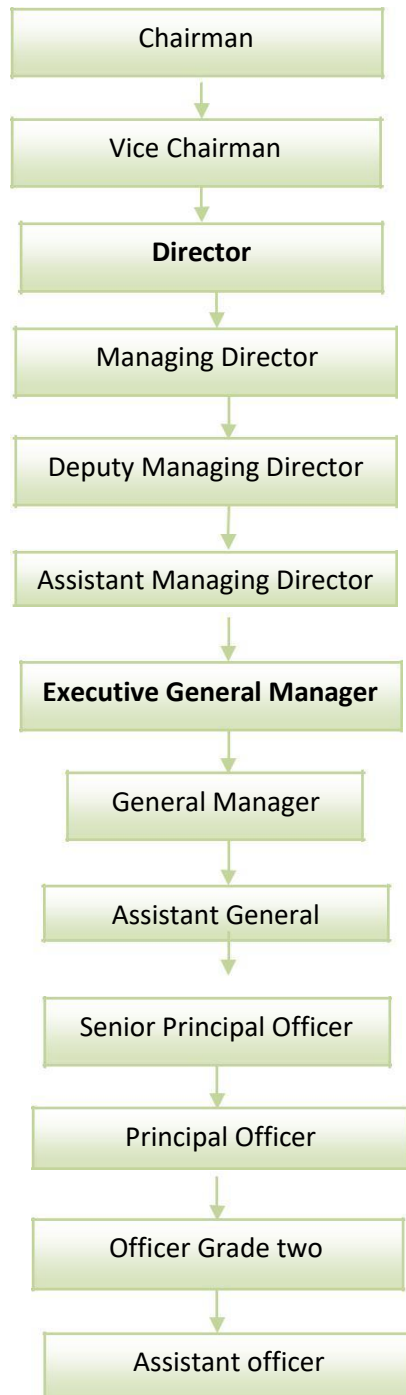 Chairman
Vice Chairman
Director
Managing Director
Deputy Managing Director
Assistant Managing Director
Executive General Manager
General Manager
Assistant General
Senior Principal Officer
Principal Officer
Officer Grade two
Assistant officer